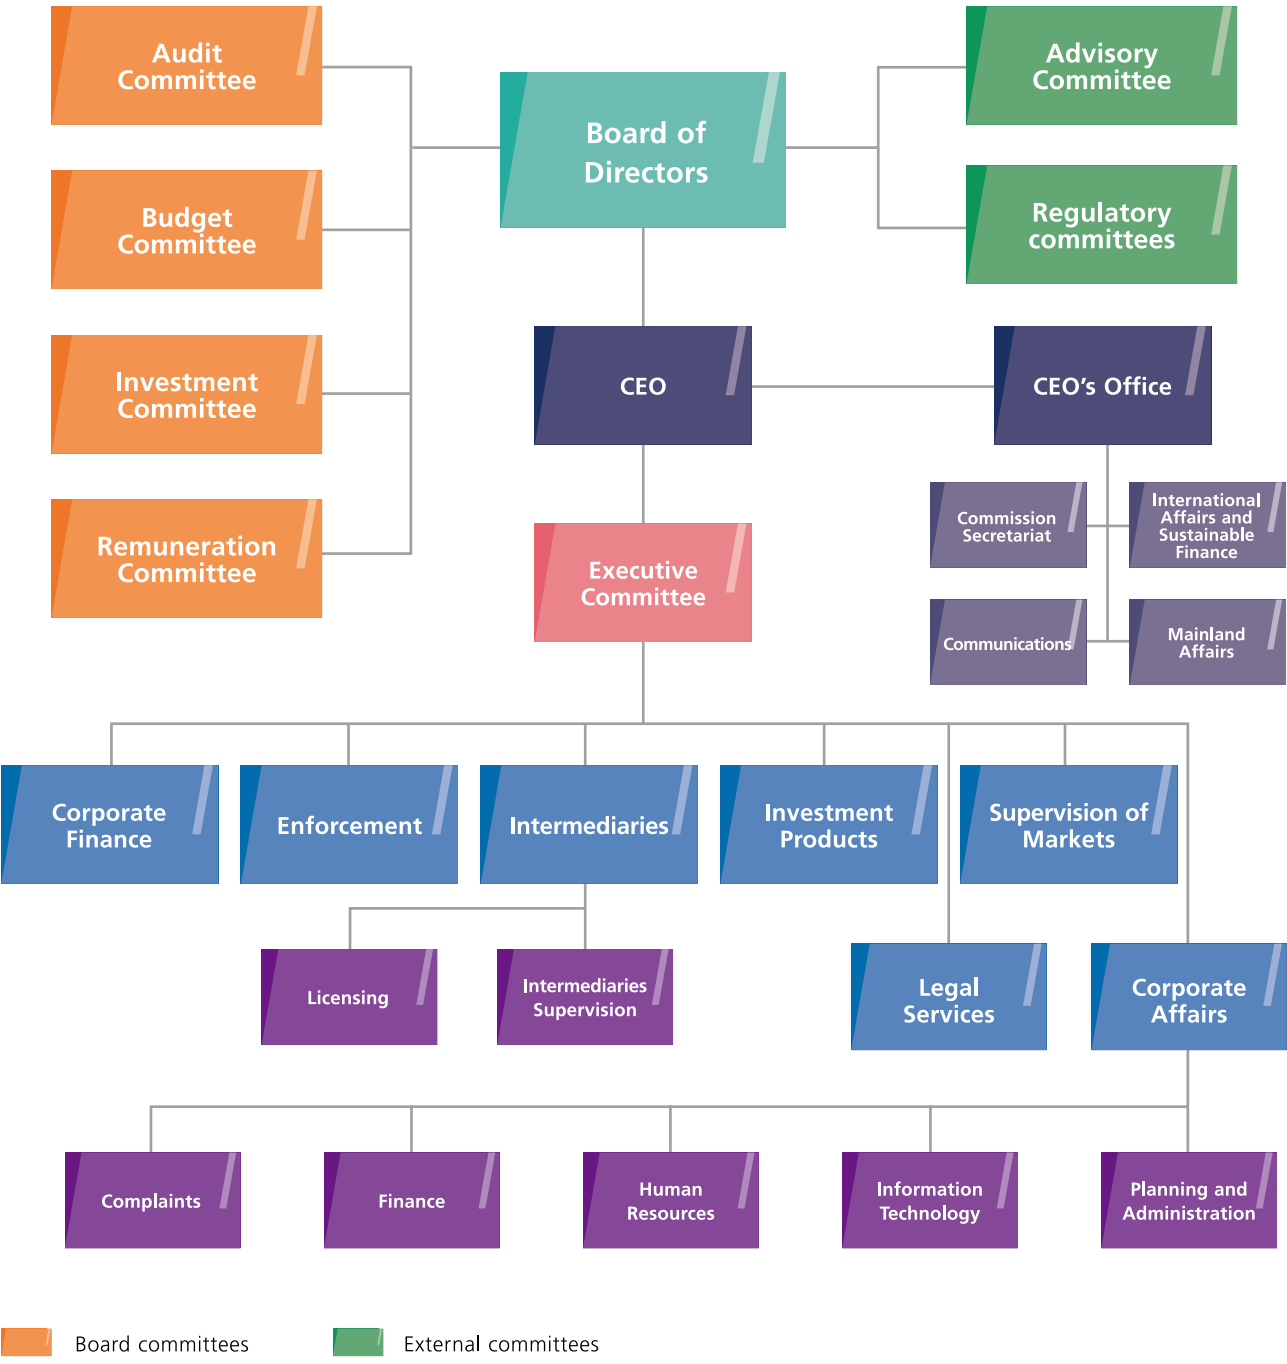 Audit
Committee
Advisory
Committee
Board of
Directors
Budget
Committee
Regulatory
committees
Investment
Committee
CEO
CEO's Office
Remuneration
Committee
Executive
Committee
Commission
Secretariat
International
Affairs and
Sustainable
Finance
Communications
Mainland
Affairs
Corporate
Finance
Enforcement
Intermediaries
Investment
Products
Supervision of
Markets
Licensing
Intermediaries
Supervision
Legal
Services
Corporate
Affairs
Complaints
Finance
Human
Resources
Information
Technology
Planning and
Administration
Board committees
External committees